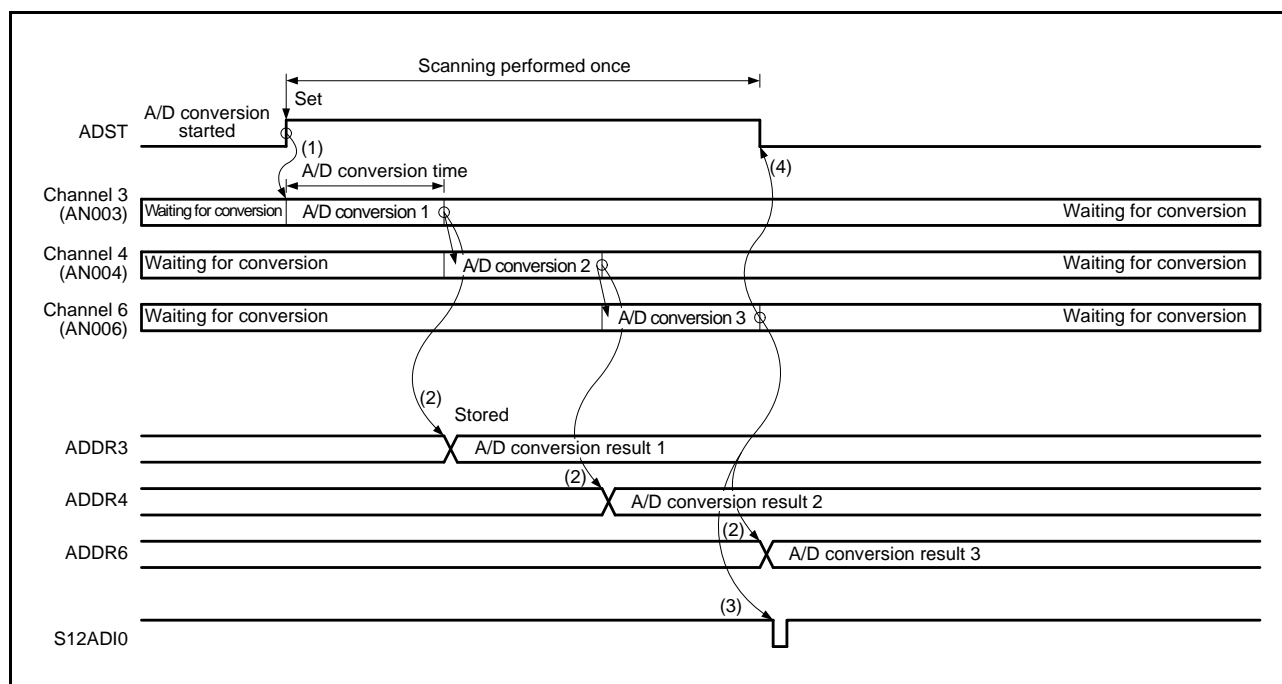 Scanning performed once
Set
A/D conversion
started
ADST
(1)
(4)
A/D conversion time
Channel 3
(AN003)
Waiting for conversion
A/D conversion 1
Waiting for conversion
Channel 4
(AN004)
Waiting for conversion
A/D conversion 2
Waiting for conversion
Channel 6
(AN006)
Waiting for conversion
A/D conversion 3
Waiting for conversion
(2)
Stored
ADDR3
A/D conversion result 1
(2)
ADDR4
A/D conversion result 2
(2)
ADDR6
A/D conversion result 3
(3)
S12ADI0